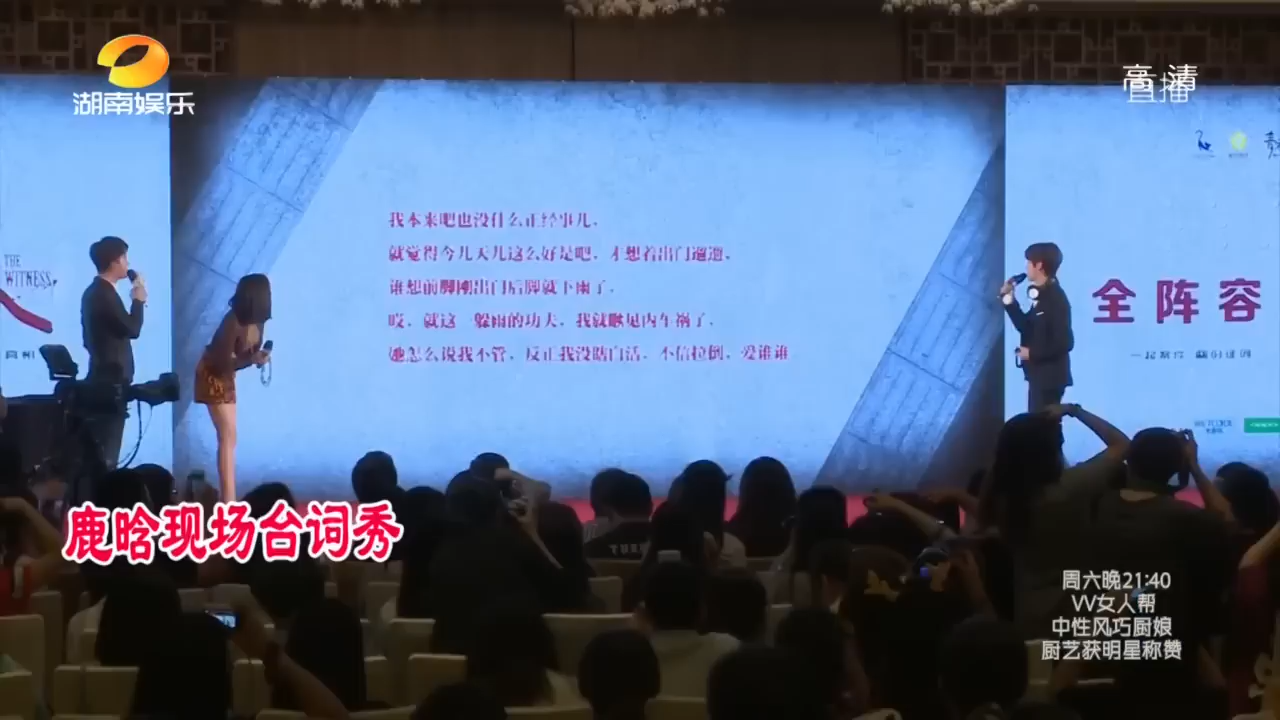 湖南娱乐
高清
直播
我本来吧也没什么正经事儿,
就觉得今儿天儿这么好是吧,才想着出门遛遛,
谁想前脚刚出门后脚就下雨了,
哎,就这一躲雨的功夫,我就瞅见内车祸了,
她怎么说我不管,反正我没瞎白活,不信拉倒,爱谁谁
THE
WITNESS
人
全阵容
鹿晗现场台词秀
周六晚21:40
VV女人帮
中性风巧厨娘
厨艺获明星称赞